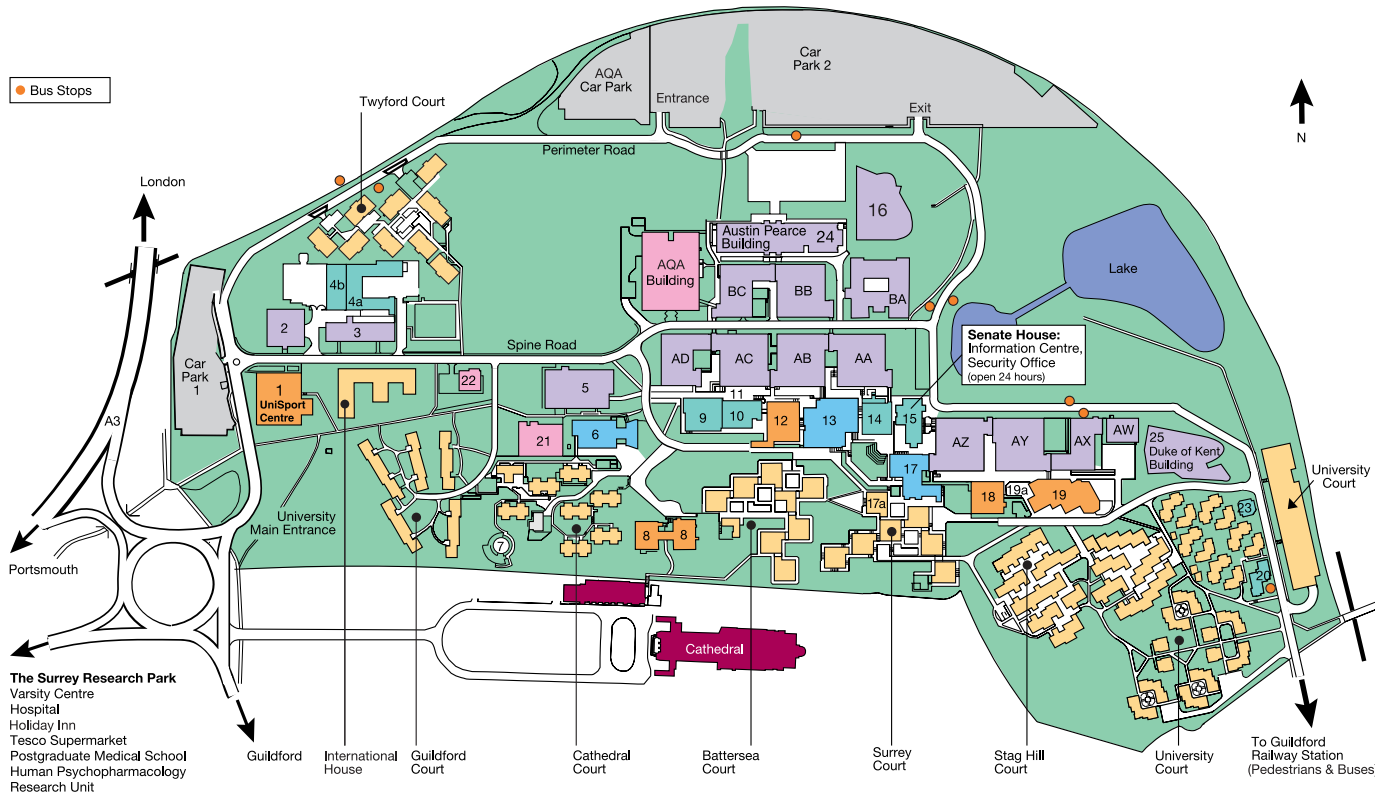 Bus Stops
Twyford Court
AQA
Car Park
Car
Park 2
Entrance
Exit
N
Perimeter Road
London
16
Austin Pearce
Building
24
AQA
Building
BC
BB
BA
Lake
4b
4a
2
3
Spine Road
Senate House:
Information Centre,
Security Office
(open 24 hours)
Car
Park 1
AD
AC
AB
AA
22
5
1
UniSport
Centre
11
9
10
12
13
14
15
A3
21
6
AZ
AY
AX
AW
25
Duke of Kent
Building
17
University
Court
17a
18
19a
19
University
Main Entrance
7
8
8
23
20
Portsmouth
Cathedral
The Surrey Research Park
Varsity Centre
Hospital
Holiday Inn
Tesco Supermarket
Postgraduate Medical School
Human Psychopharmacology
Research Unit
Guildford
International
House
Guildford
Court
Cathedral
Court
Battersea
Court
Surrey
Court
Stag Hill
Court
University
Court
To Guildford
Railway Station
(Pedestrians & Buses)